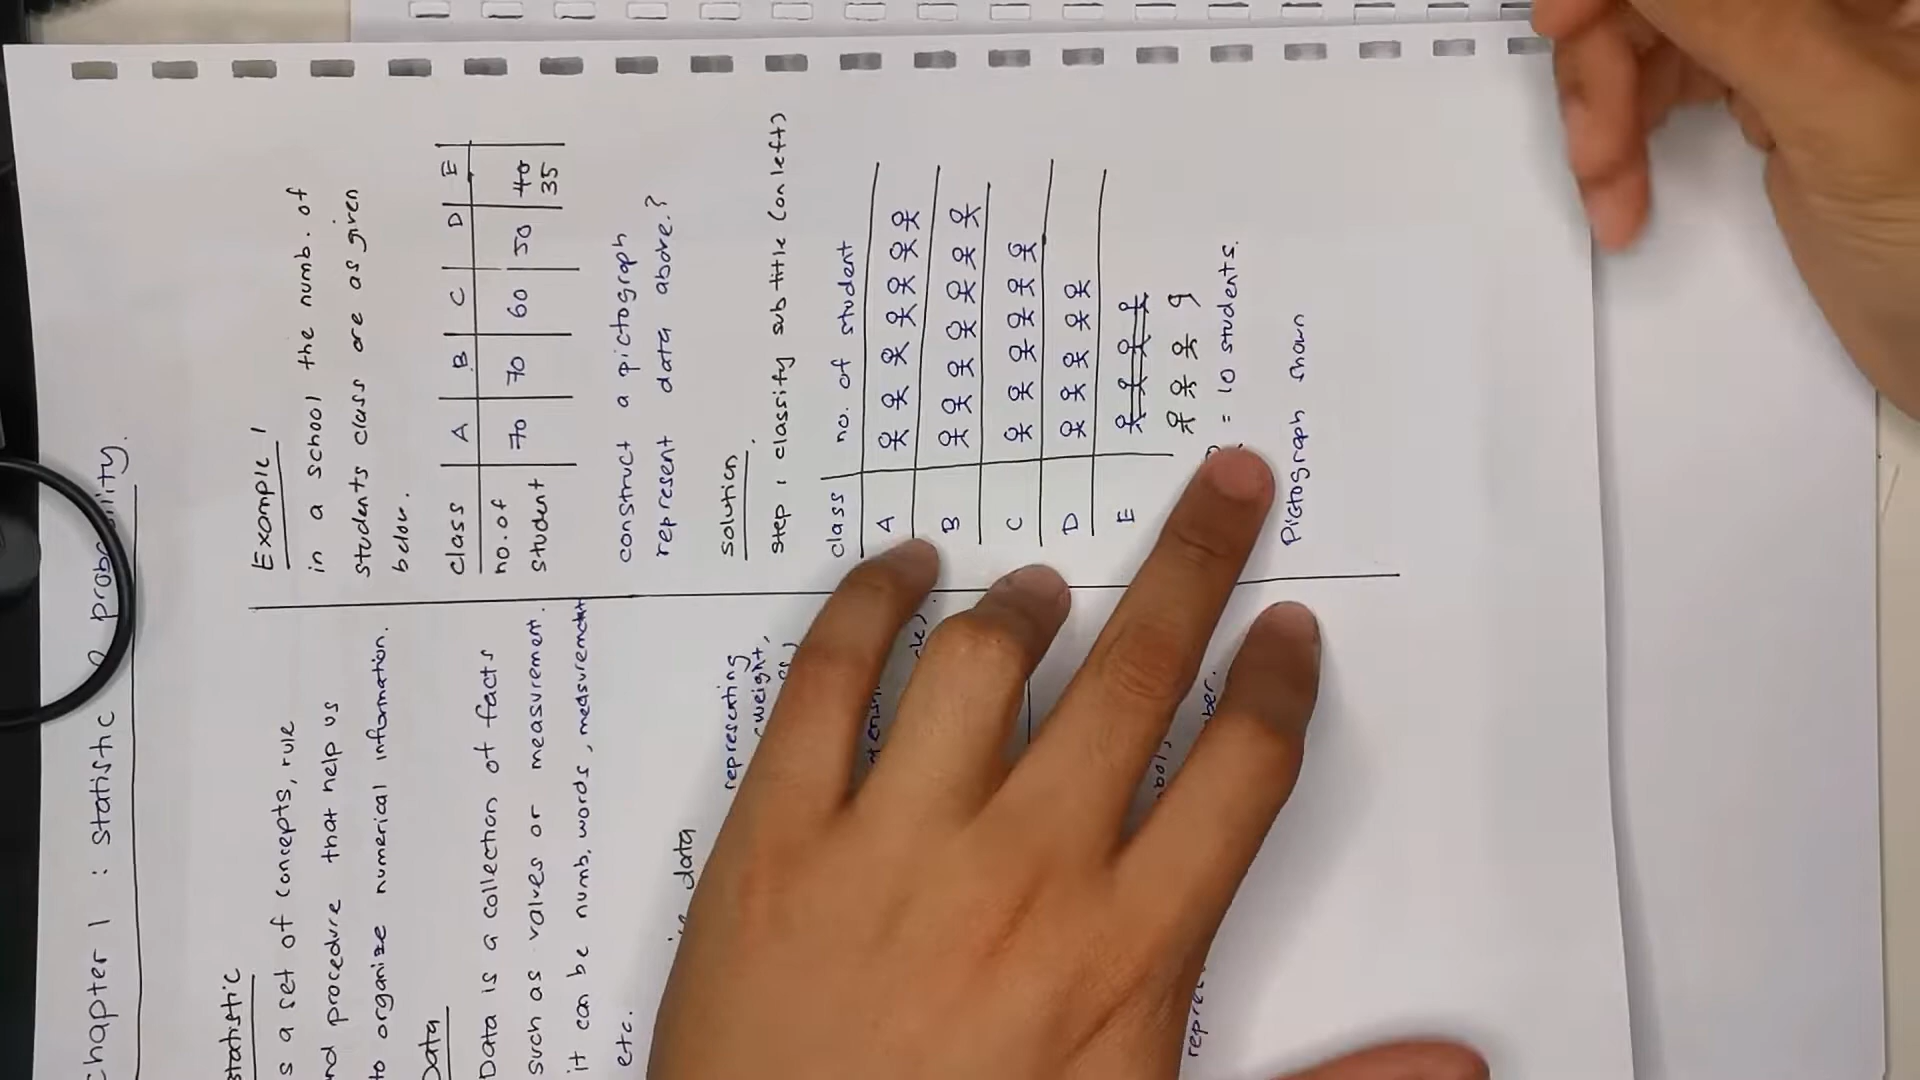 Chapter 1 : statistic
statistic
s a set of concepts, rule
and procedure that help us
to organize numerical information.
Data
Data is a collection of facts
such as values or measurement.
it can be numb, words, measurement
etc.
data
representing
weight,
Example 1
in a school the numb. of
students class are as given
below.
class A B C D E
no. of 70 70 60 50 40
student 35
construct a pictograph
represent data above.?
solution.
step 1 classify subtitle (on left)
class no. of student
A
B
C
D
E
= 10 students.
Pictograph shown